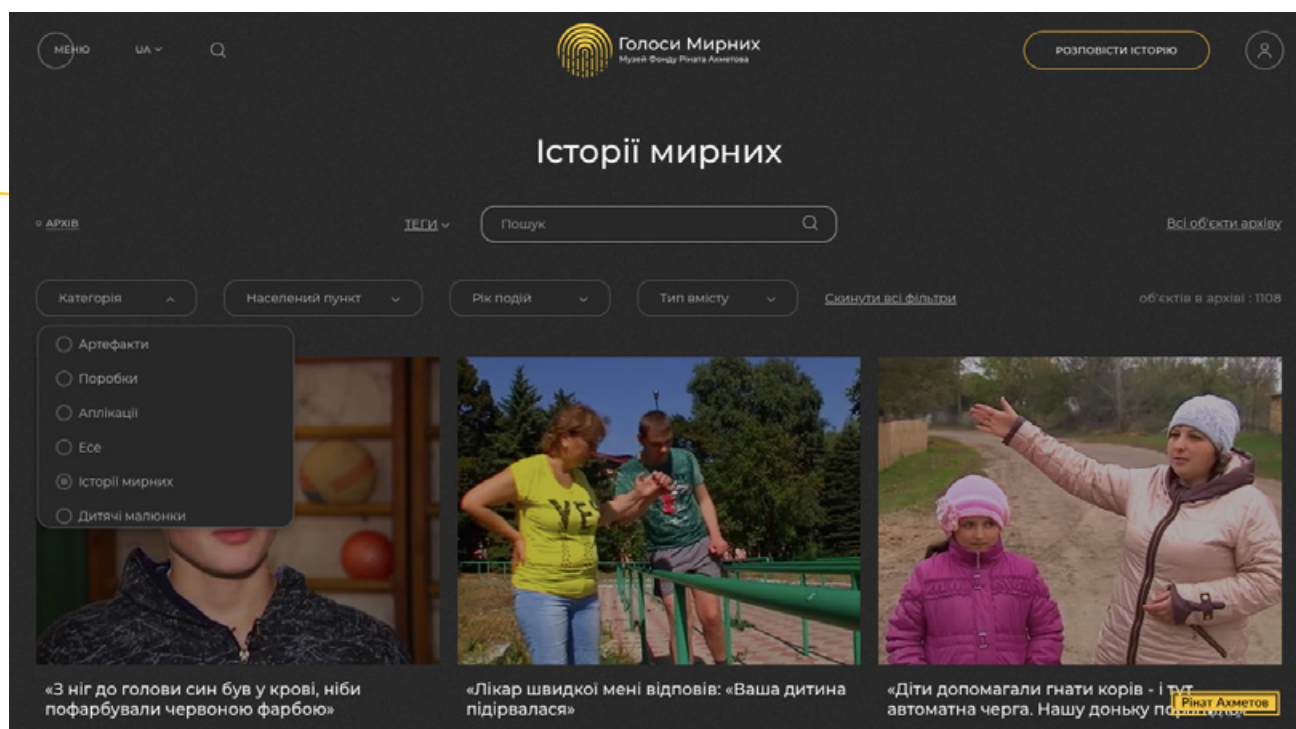 МЕНЮ
UA
Голоси Мирних
Музей Фонду Ріната Ахметова
РОЗПОВІСТИ ІСТОРІЮ
Історії мирних
АРХІВ
ТЕГИ
Пошук
Всі об'єкти архіву
Категорія
Населений пункт
Рік подій
Тип вмісту
Скинути всі фільтри
об'єктів в архіві : 1108
Артефакти
Поробки
Аплікації
Есе
Історії мирних
Дитячі малюнки
YES
«З ніг до голови син був у крові, ніби
пофарбували червоною фарбою»
«Лікар швидкої мені відповів: «Ваша дитина
підірвалася»
«Діти допомагали гнати корів - і тут
автоматна черга. Нашу доньку
Рінат Ахметов